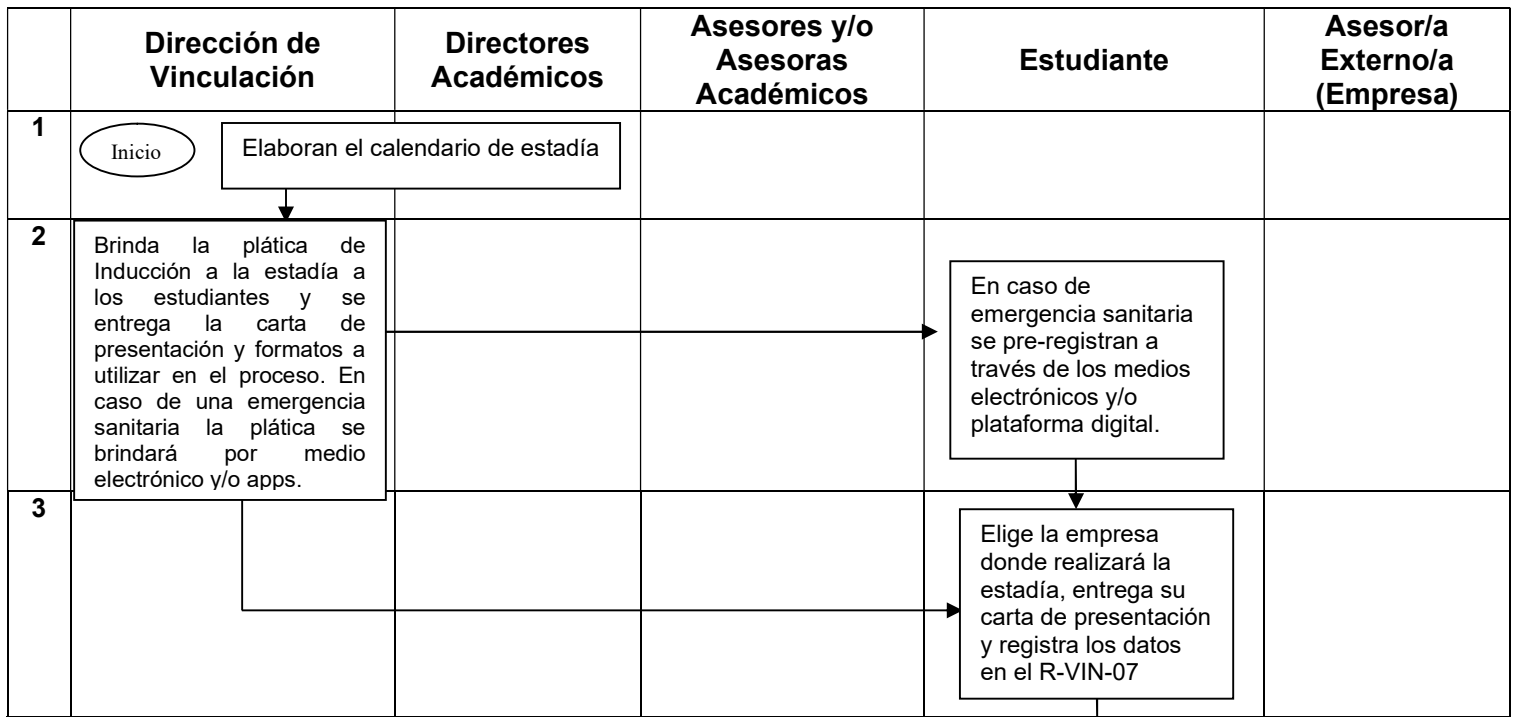 Dirección de
Vinculación
Directores
Académicos
Asesores y/o
Asesoras
Académicos
Estudiante
Asesor/a
Externo/a
(Empresa)
1
Inicio
Elaboran el calendario de estadía
2
Brinda la plática de
Inducción a la estadía a
los estudiantes y se
entrega la carta de
presentación y formatos a
utilizar en el proceso. En
caso de una emergencia
sanitaria la plática se
brindará por medio
electrónico y/o apps.
En caso de
emergencia sanitaria
se pre-registran a
través de los medios
electrónicos y/o
plataforma digital.
3
Elige la empresa
donde realizará la
estadía, entrega su
carta de presentación
y registra los datos
en el R-VIN-07